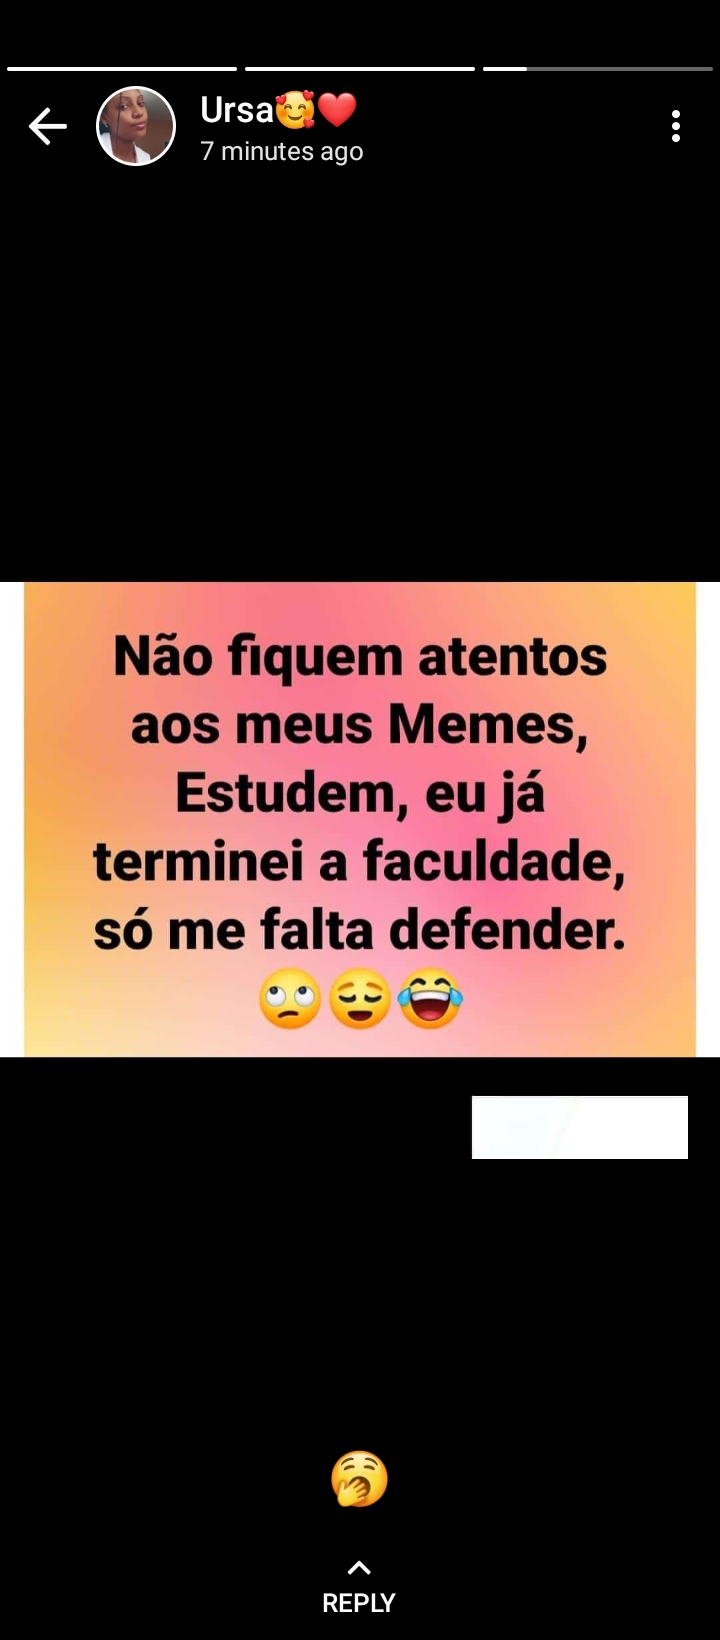 Ursa🥰❤️
7 minutes ago
Não fiquem atentos
aos meus Memes,
Estudem, eu já
terminei a faculdade,
só me falta defender.
🙄😌😂
🥱
REPLY